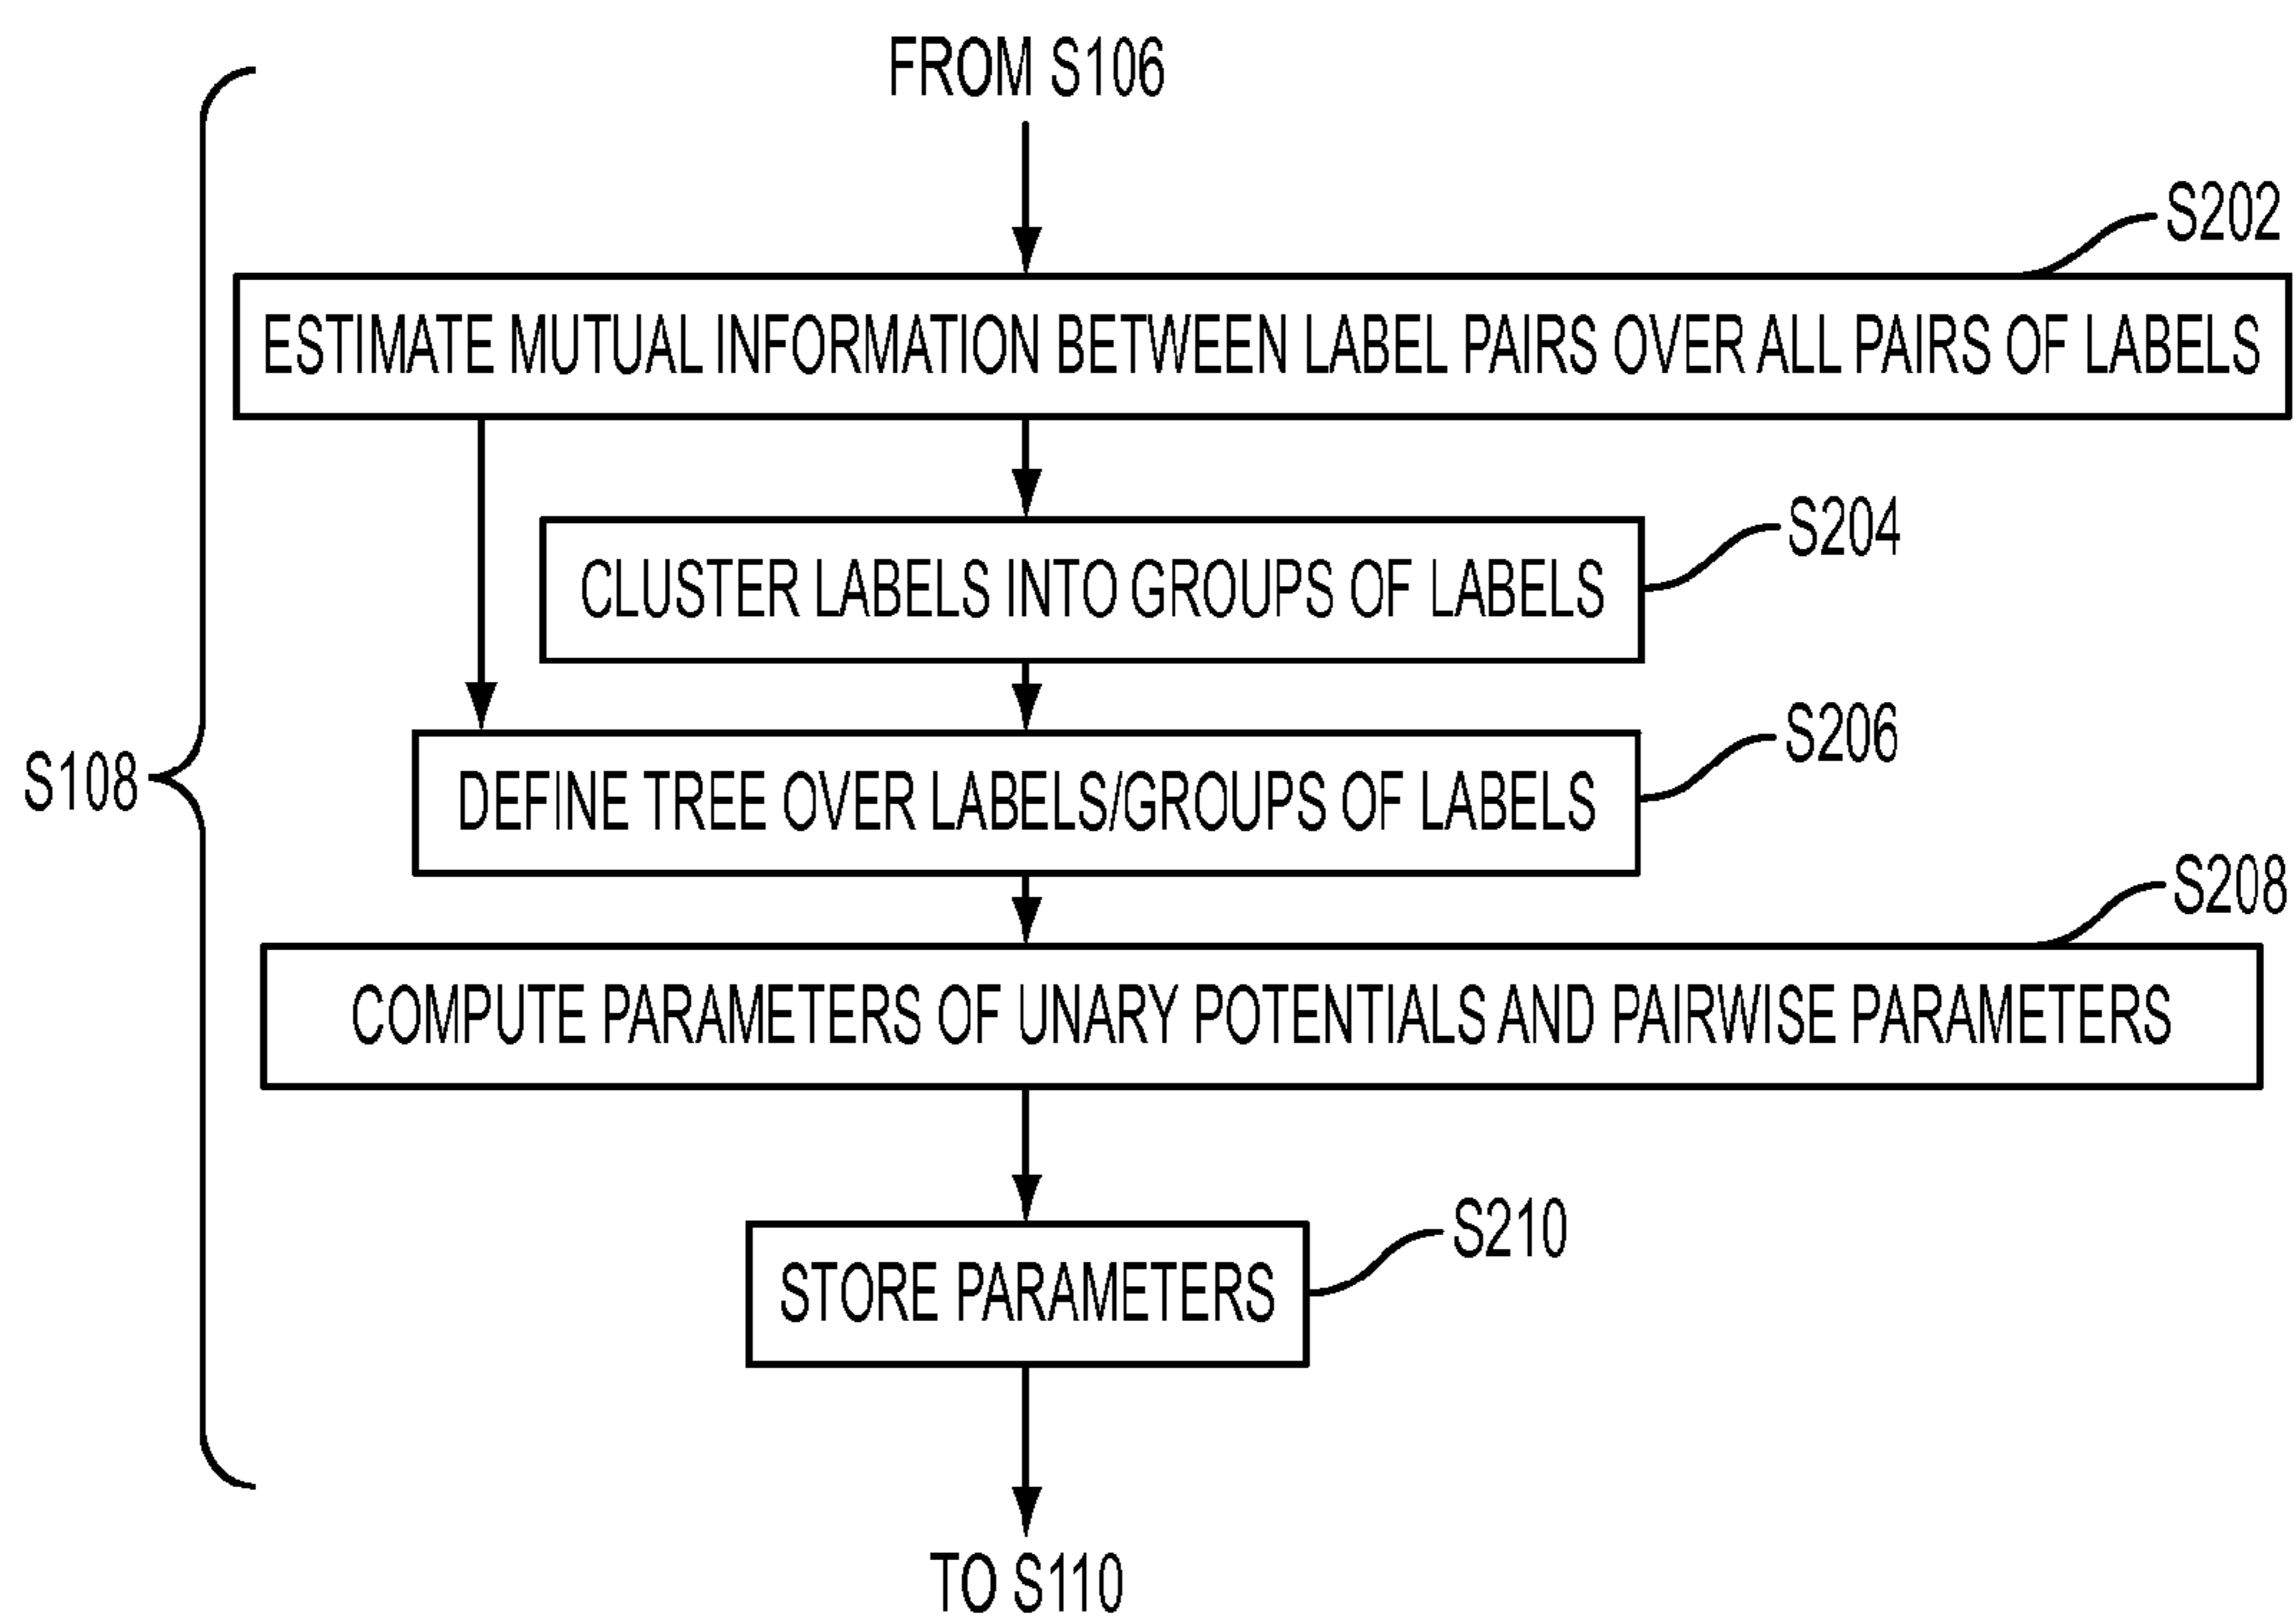 FROM S106
S202
ESTIMATE MUTUAL INFORMATION BETWEEN LABEL PAIRS OVER ALL PAIRS OF LABELS
S204
CLUSTER LABELS INTO GROUPS OF LABELS
S206
DEFINE TREE OVER LABELS/GROUPS OF LABELS
S108
S208
COMPUTE PARAMETERS OF UNARY POTENTIALS AND PAIRWISE PARAMETERS
S210
STORE PARAMETERS
TO S110